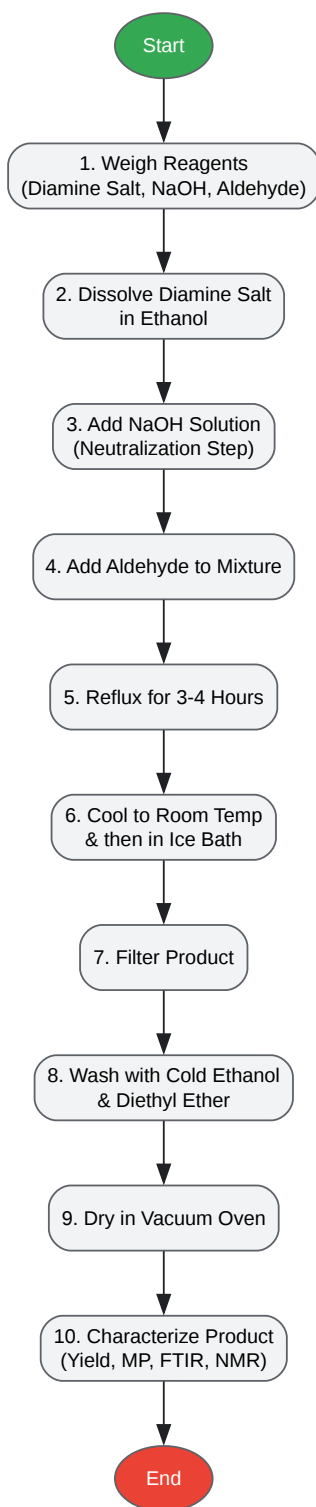 Start
1. Weigh Reagents
(Diamine Salt, NaOH, Aldehyde)
2. Dissolve Diamine Salt
in Ethanol
3. Add NaOH Solution
(Neutralization Step)
4. Add Aldehyde to Mixture
5. Reflux for 3-4 Hours
6. Cool to Room Temp
& then in Ice Bath
7. Filter Product
8. Wash with Cold Ethanol
& Diethyl Ether
9. Dry in Vacuum Oven
10. Characterize Product
(Yield, MP, FTIR, NMR)
End